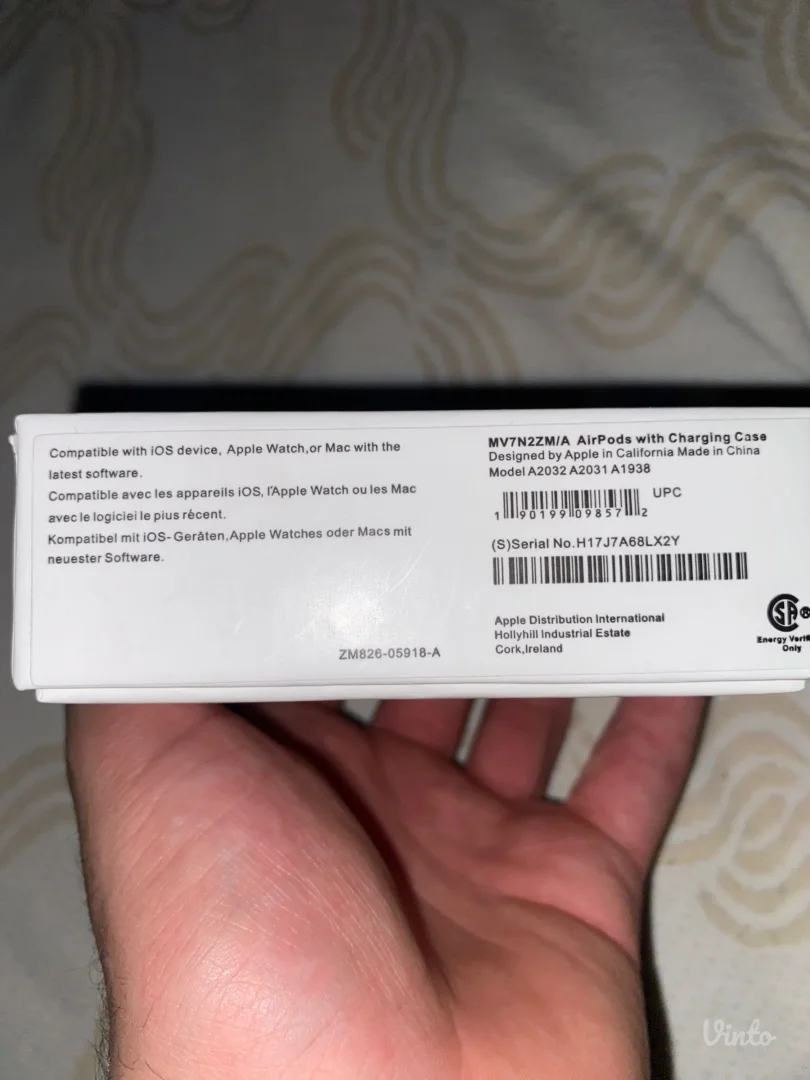 Compatible with iOS device, Apple Watch,or Mac with the
latest software.
Compatible avec les appareils iOS, l'Apple Watch ou les Mac
avec le logiciei le pius récent.
Kompatibel mit iOS- Geräten,Apple Watches oder Macs mit
neuester Software.
ZM826-05918-A
MV7N2ZM/A AirPods with Charging Case
Designed by Apple in California Made in China
Model A2032 A2031 A1938
UPC
1 90199 09857 2
(S)Serial No.H17J7A68LX2Y
Apple Distribution International
Hollyhill Industrial Estate
Cork,Ireland
SA®
Energy
Only
Vinto